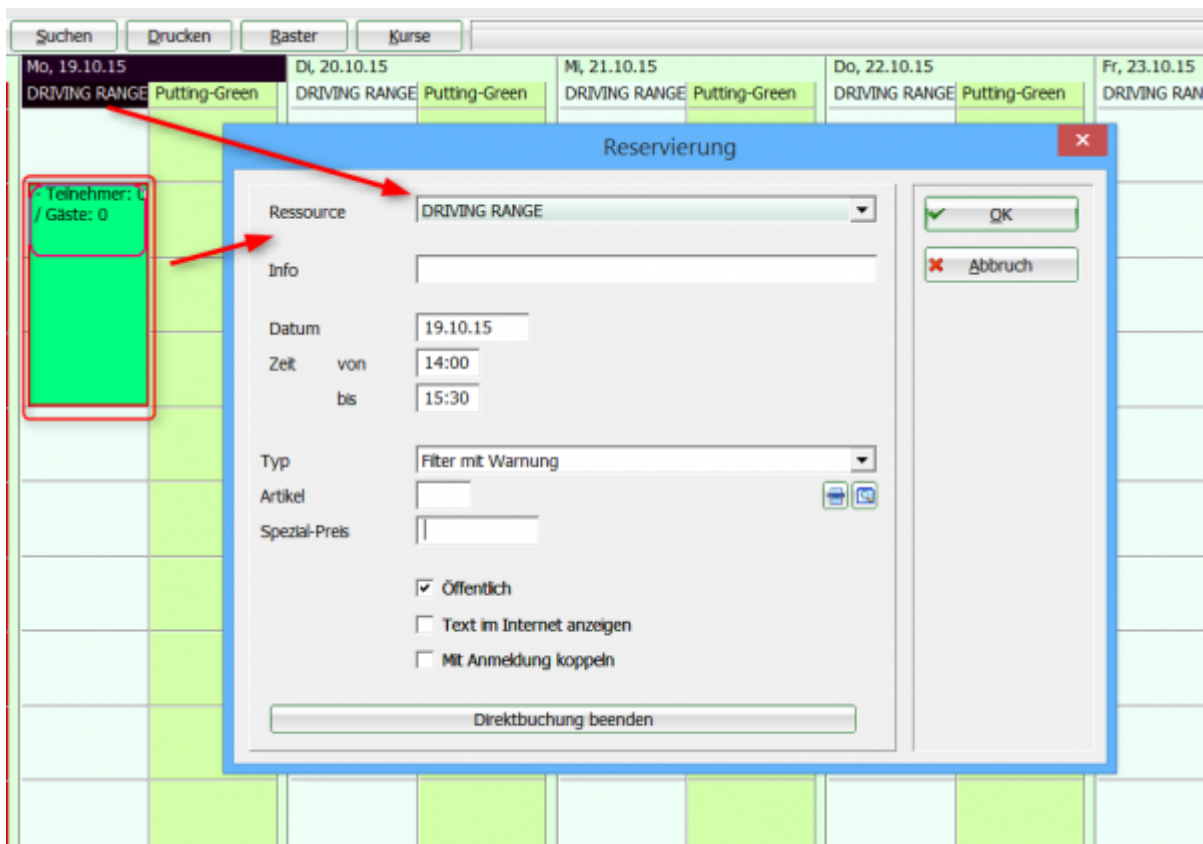 Suchen Drucken Raster Kurse
Mo, 19.10.15 Di, 20.10.15 Mi, 21.10.15 Do, 22.10.15 Fr, 23.10.15
DRIVING RANGE Putting-Green DRIVING RANGE Putting-Green DRIVING RANGE Putting-Green DRIVING RANGE Putting-Green DRIVING RAN
Reservierung
- Teilnehmer: 0
/ Gäste: 0
Ressource DRIVING RANGE
OK
Info
Abbruch
Datum 19.10.15
Zeit von 14:00
bis 15:30
Typ Filter mit Warnung
Artikel
Spezial-Preis
Öffentlich
Text im Internet anzeigen
Mit Anmeldung koppeln
Direktbuchung beenden